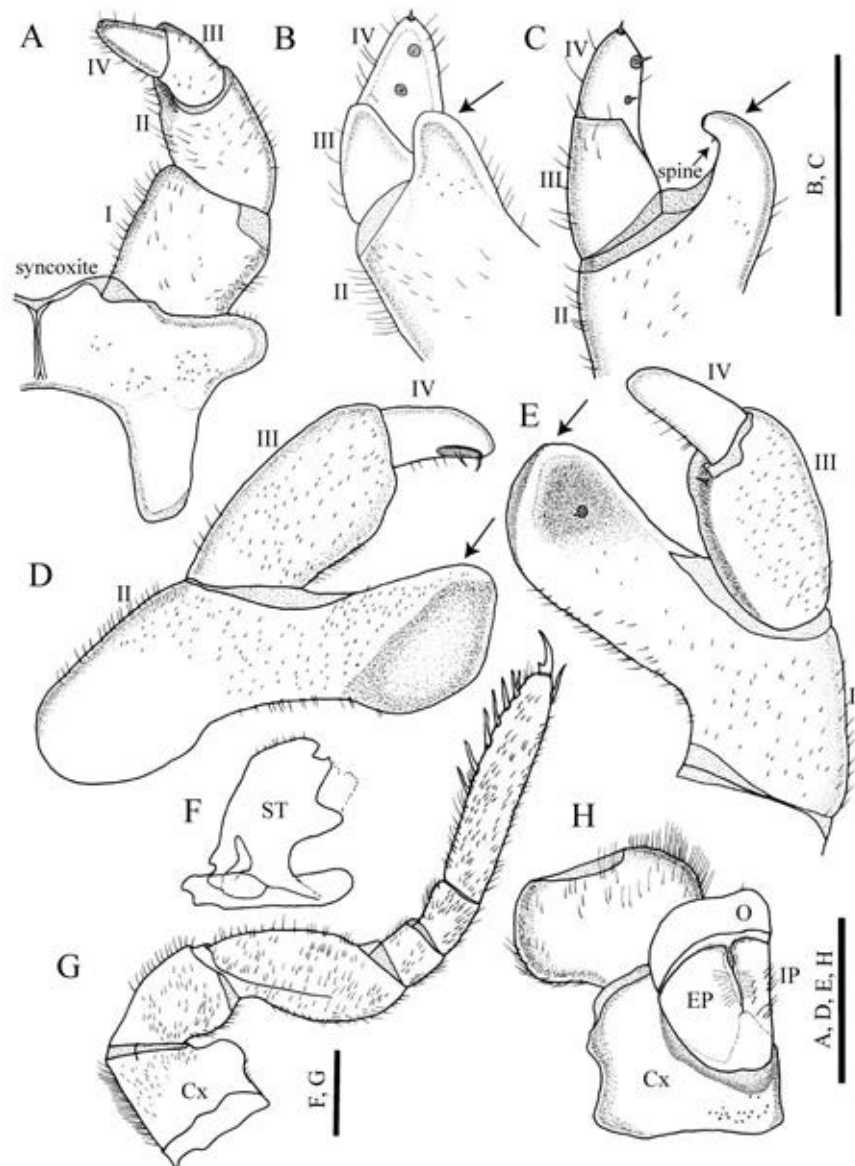 A
III
IV
II
I
syncoxite
B
IV
III
II
C
IV
spine
III
II
B, C
D
III
IV
II
E
IV
III
I
F
ST
G
Cx
F, G
H
O
IP
EP
Cx
A, D, E, H